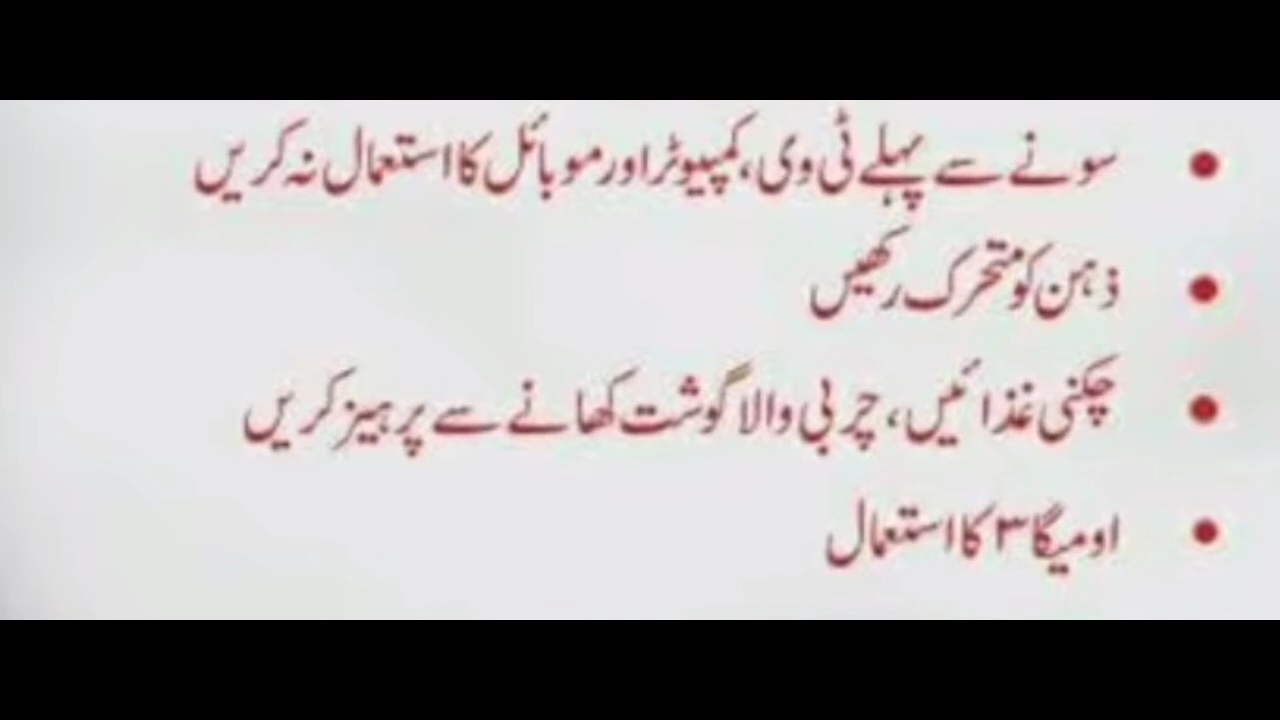 • سونے سے پہلے ٹی وی، کمپیوٹر اور موبائل کا استعمال نہ کریں
• ذہن کو متحرک رکھیں
• چکنی غذائیں، چربی والا گوشت کھانے سے پرہیز کریں
• اومیگا ۳ کا استعمال